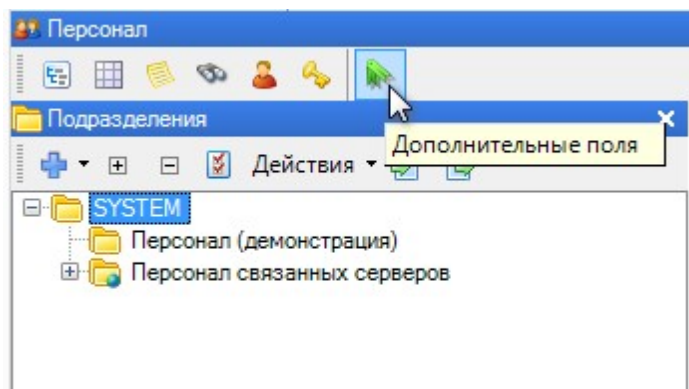 Персонал
Подразделения
Дополнительные поля
Действия
SYSTEM
Персонал (демонстрация)
Персонал связанных серверов